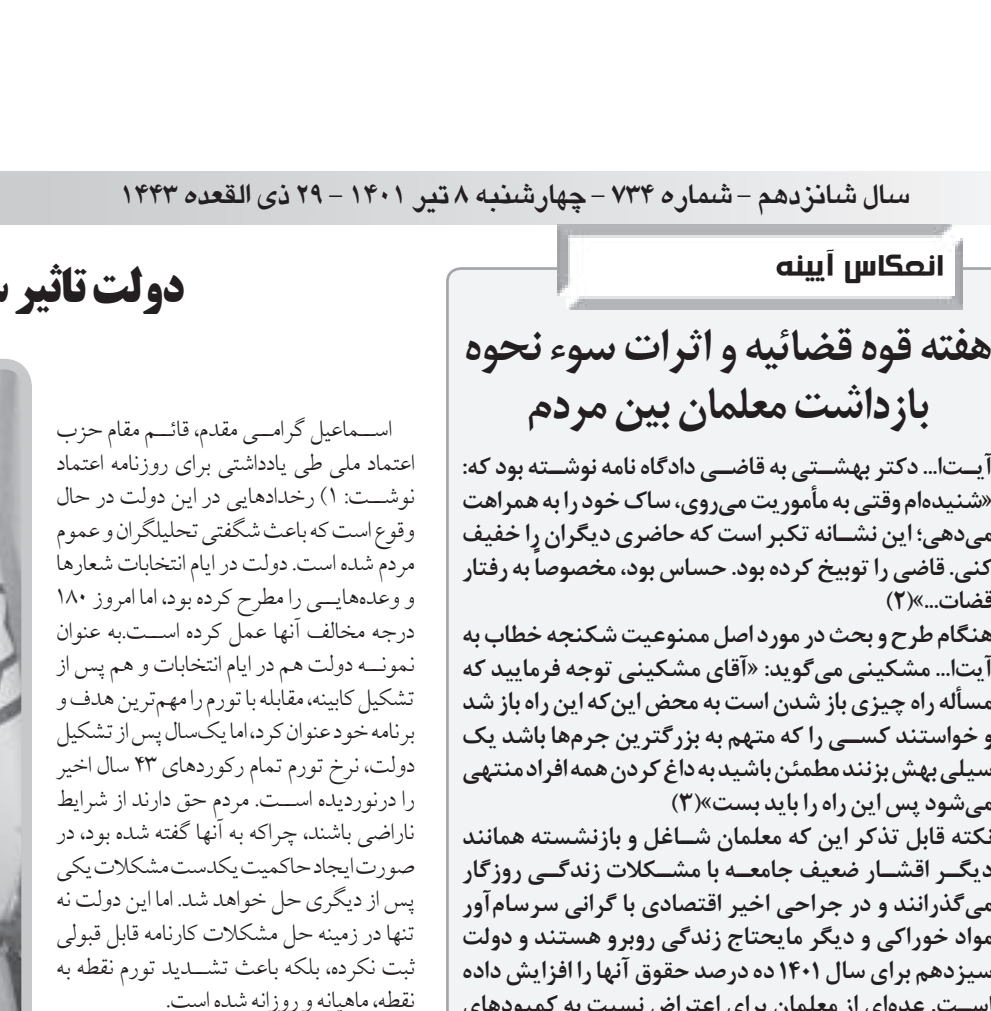 سال شانزدهم – شماره ۷۳۴ – چهارشنبه ۸ تیر ۱۴۰۱ – ۲۹ ذی القعده ۱۴۴۳
انعکاس آیینه
هفته قوه قضائیه و اثرات سوء نحوه
بازداشت معلمان بین مردم
آیت‌ا... دکتر بهشتی به قاضی دادگاه نامه نوشته بود که:
«شنیده‌ام وقتی به مأموریت می‌روی، ساک خود را به همراهت
می‌دهی؛ این نشانه تکبر است که حاضری دیگران را خفیف
کنی. قاضی را توبیخ کرده بود. حساس بود، مخصوصاً به رفتار
قضات...»(۲)
هنگام طرح و بحث در مورد اصل ممنوعیت شکنجه خطاب به
آیت‌ا... مشکینی می‌گوید: «آقای مشکینی توجه فرمایید که
مسأله راه چیزی باز شدن است به محض این‌که این راه باز شد
و خواستند کسی را که متهم به بزرگترین جرم‌ها باشد یک
سیلی بهش بزنند مطمئن باشید به داغ کردن همه افراد منتهی
می‌شود پس این راه را باید بست»(۳)
نکته قابل تذکر این که معلمان شاغل و بازنشسته همانند
دیگر اقشار ضعیف جامعه با مشکلات زندگی روزگار
می‌گذرانند و در جراحی اخیر اقتصادی با گرانی سرسام‌آور
مواد خوراکی و دیگر مایحتاج زندگی روبرو هستند و دولت
سیزدهم برای سال ۱۴۰۱ ده درصد حقوق آنها را افزایش داده
است. عده‌ای از معلمان برای اعتراض نسبت به کمبودهای
دولت تاثیر
اسماعیل گرامی مقدم، قائم مقام حزب
اعتماد ملی طی یادداشتی برای روزنامه اعتماد
نوشت: ۱) رخدادهایی در این دولت در حال
وقوع است که باعث شگفتی تحلیلگران و عموم
مردم شده است. دولت در ایام انتخابات شعارها
و وعده‌هایی را مطرح کرده بود، اما امروز ۱۸۰
درجه مخالف آنها عمل کرده است.به عنوان
نمونه دولت هم در ایام انتخابات و هم پس از
تشکیل کابینه، مقابله با تورم را مهم‌ترین هدف و
برنامه خود عنوان کرد، اما یک‌سال پس از تشکیل
دولت، نرخ تورم تمام رکوردهای ۴۳ سال اخیر
را درنوردیده است. مردم حق دارند از شرایط
ناراضی باشند، چراکه به آنها گفته شده بود، در
صورت ایجاد حاکمیت یکدست مشکلات یکی
پس از دیگری حل خواهد شد. اما این دولت نه
تنها در زمینه حل مشکلات کارنامه قابل قبولی
ثبت نکرده، بلکه باعث تشدید تورم نقطه به
نقطه، ماهیانه و روزانه شده است.